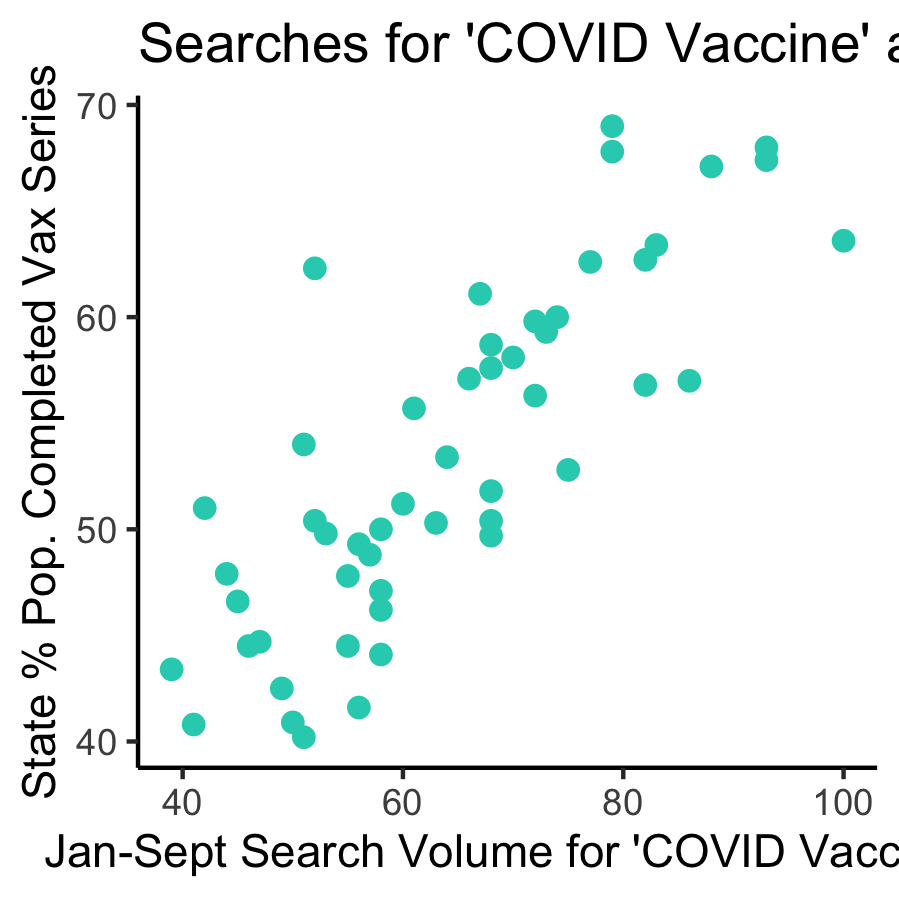 Searches for 'COVID Vaccine'
State % Pop. Completed Vax Series
70
60
50
40
40 60 80 100
Jan-Sept Search Volume for 'COVID